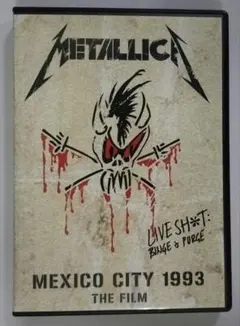 METALLICA
LIVE SH*T:
BINGE & PURGE
MEXICO CITY 1993
THE FILM